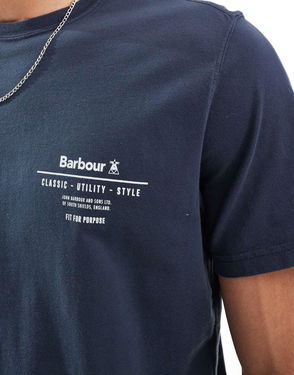 Barbour
CLASSIC - UTILITY - STYLE
JOHN BARBOUR AND SONS LTD.
OF SOUTH SHIELDS, ENGLAND.
FIT FOR PURPOSE